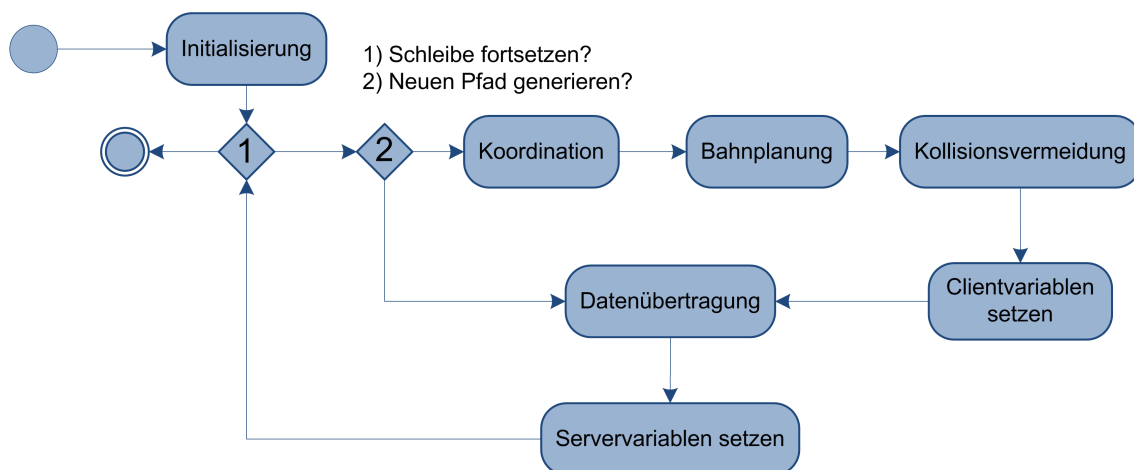 Initialisierung
1) Schleibe fortsetzen?
2) Neuen Pfad generieren?
1
2
Koordination
Bahnplanung
Kollisionsvermeidung
Datenübertragung
Clientvariablen
setzen
Servervariablen setzen